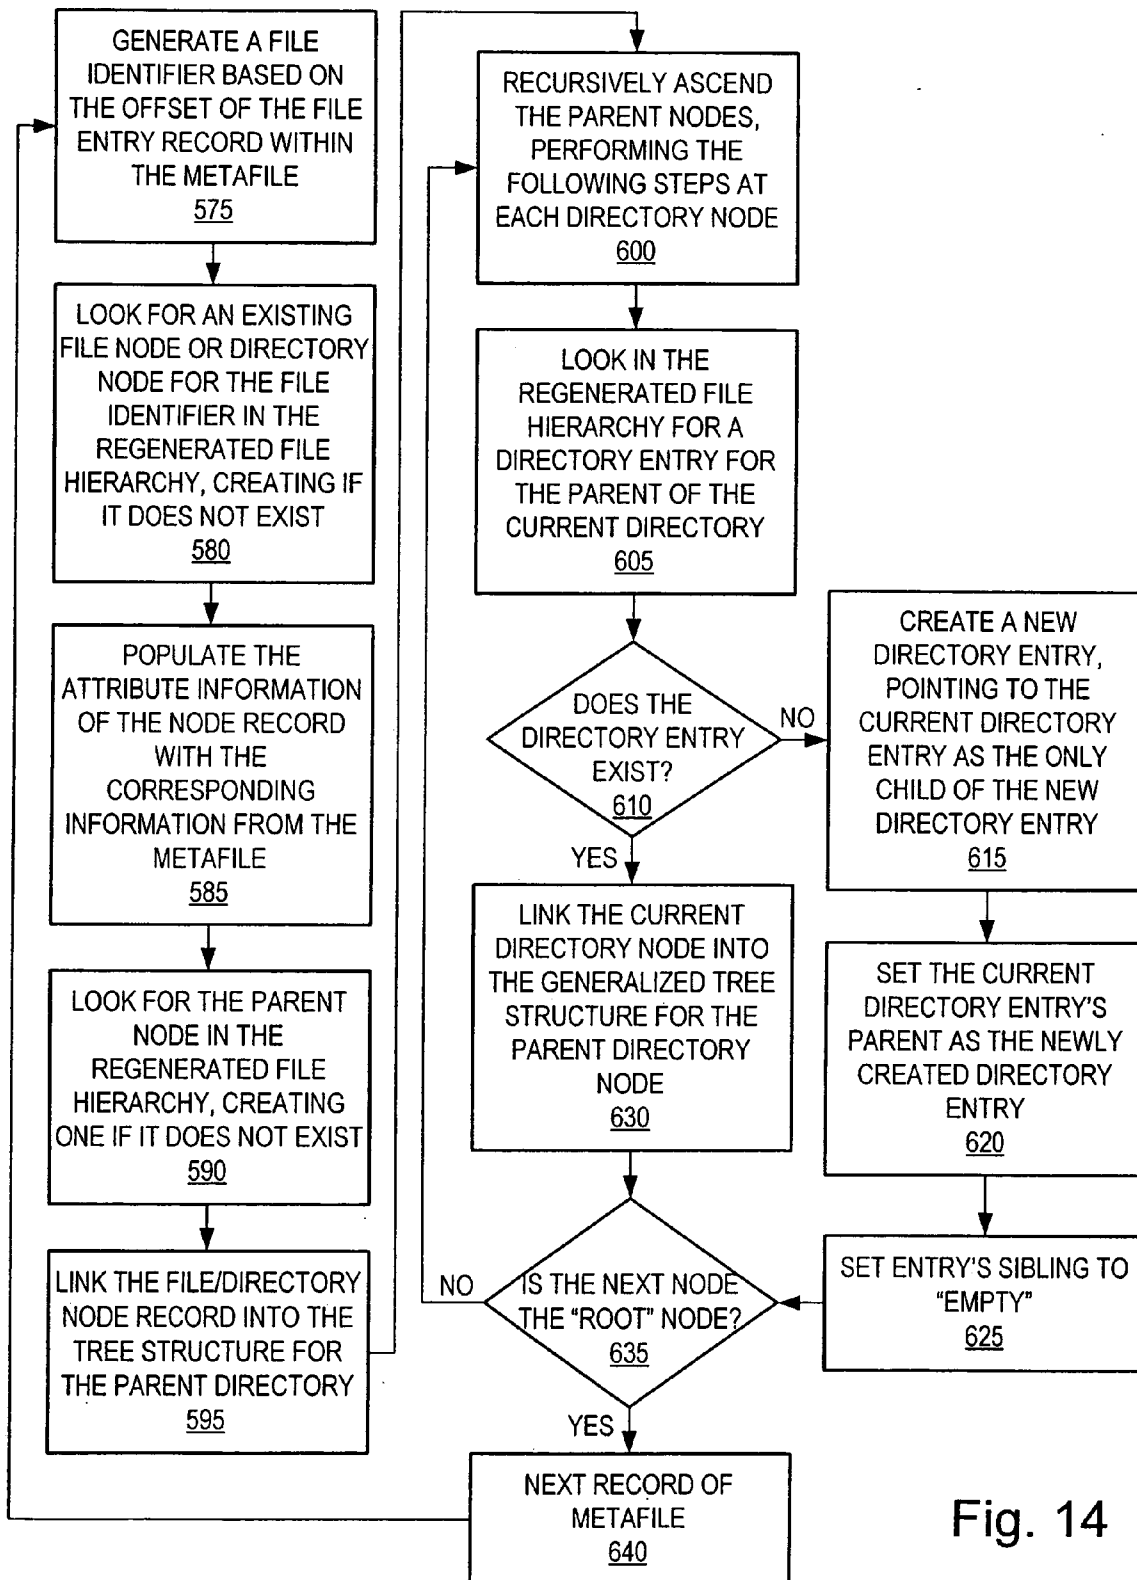 GENERATE A FILE
IDENTIFIER BASED ON
THE OFFSET OF THE FILE
ENTRY RECORD WITHIN
THE METAFILE
575
LOOK FOR AN EXISTING
FILE NODE OR DIRECTORY
NODE FOR THE FILE
IDENTIFIER IN THE
REGENERATED FILE
HIERARCHY, CREATING IF
IT DOES NOT EXIST
580
POPULATE THE
ATTRIBUTE INFORMATION
OF THE NODE RECORD
WITH THE
CORRESPONDING
INFORMATION FROM THE
METAFILE
585
LOOK FOR THE PARENT
NODE IN THE
REGENERATED FILE
HIERARCHY, CREATING
ONE IF IT DOES NOT EXIST
590
LINK THE FILE/DIRECTORY
NODE RECORD INTO THE
TREE STRUCTURE FOR
THE PARENT DIRECTORY
595
RECURSIVELY ASCEND
THE PARENT NODES,
PERFORMING THE
FOLLOWING STEPS AT
EACH DIRECTORY NODE
600
LOOK IN THE
REGENERATED FILE
HIERARCHY FOR A
DIRECTORY ENTRY FOR
THE PARENT OF THE
CURRENT DIRECTORY
605
DOES THE
DIRECTORY ENTRY
EXIST?
610
NO
YES
CREATE A NEW
DIRECTORY ENTRY,
POINTING TO THE
CURRENT DIRECTORY
ENTRY AS THE ONLY
CHILD OF THE NEW
DIRECTORY ENTRY
615
SET THE CURRENT
DIRECTORY ENTRY'S
PARENT AS THE NEWLY
CREATED DIRECTORY
ENTRY
620
SET ENTRY'S SIBLING TO
"EMPTY"
625
LINK THE CURRENT
DIRECTORY NODE INTO
THE GENERALIZED TREE
STRUCTURE FOR THE
PARENT DIRECTORY
NODE
630
IS THE NEXT NODE
THE "ROOT" NODE?
635
NO
YES
NEXT RECORD OF
METAFILE
640
Fig. 14